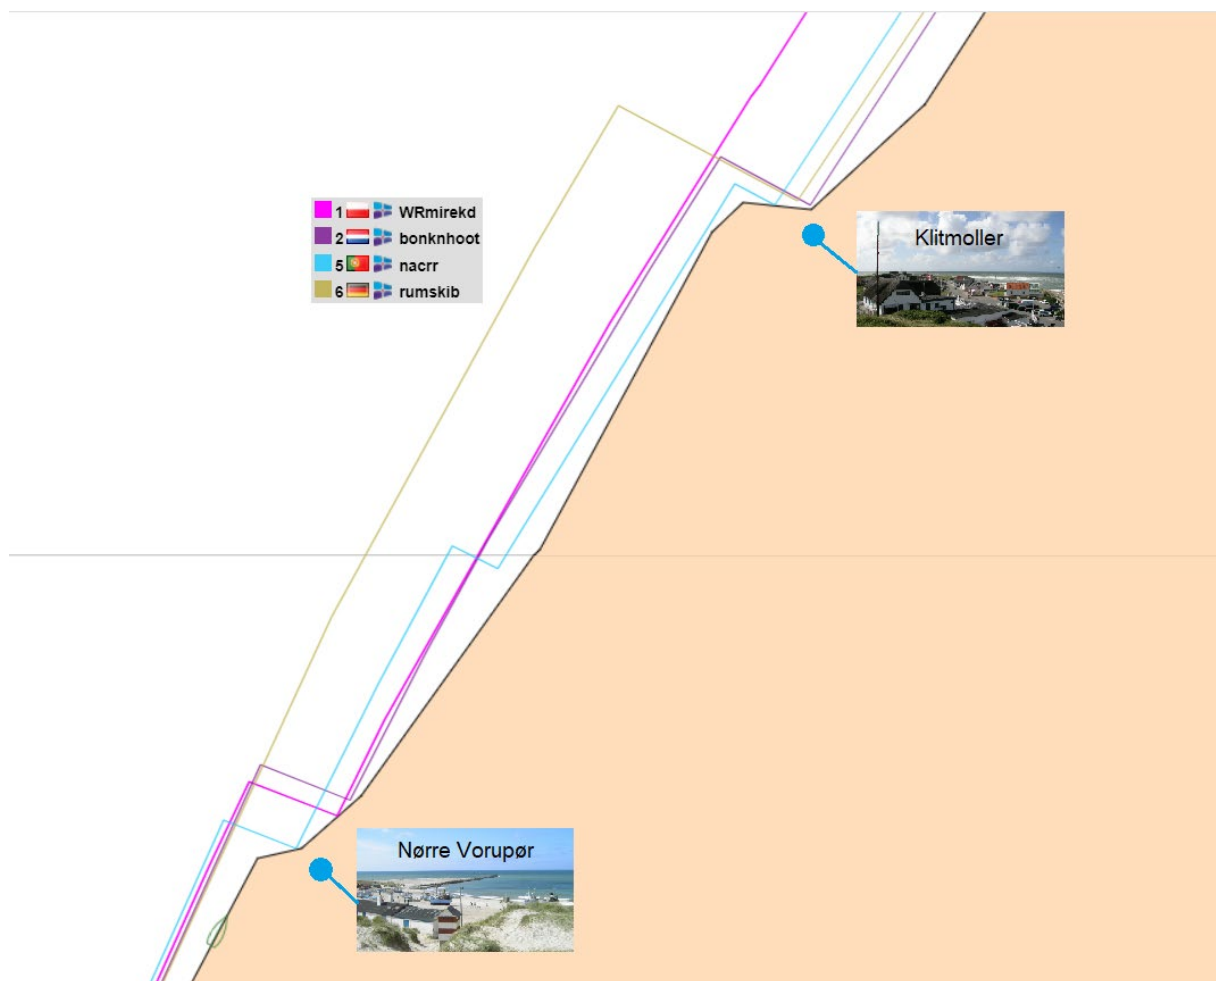 1 WRmirekd
2 bonknhoot
5 nacrr
6 rumskib
Klitmoller
Nørre Vorupør